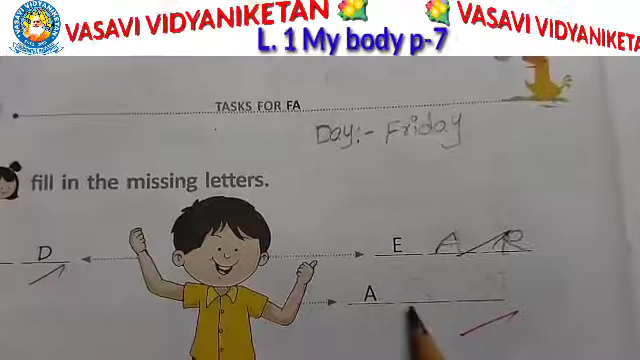 VASAVI VIDYANIKETAN
VASAVI VIDYANIKETA
L. 1 My body p-7
TASKS FOR FA
Day:- Friday
fill in the missing letters.
D
E A R
A